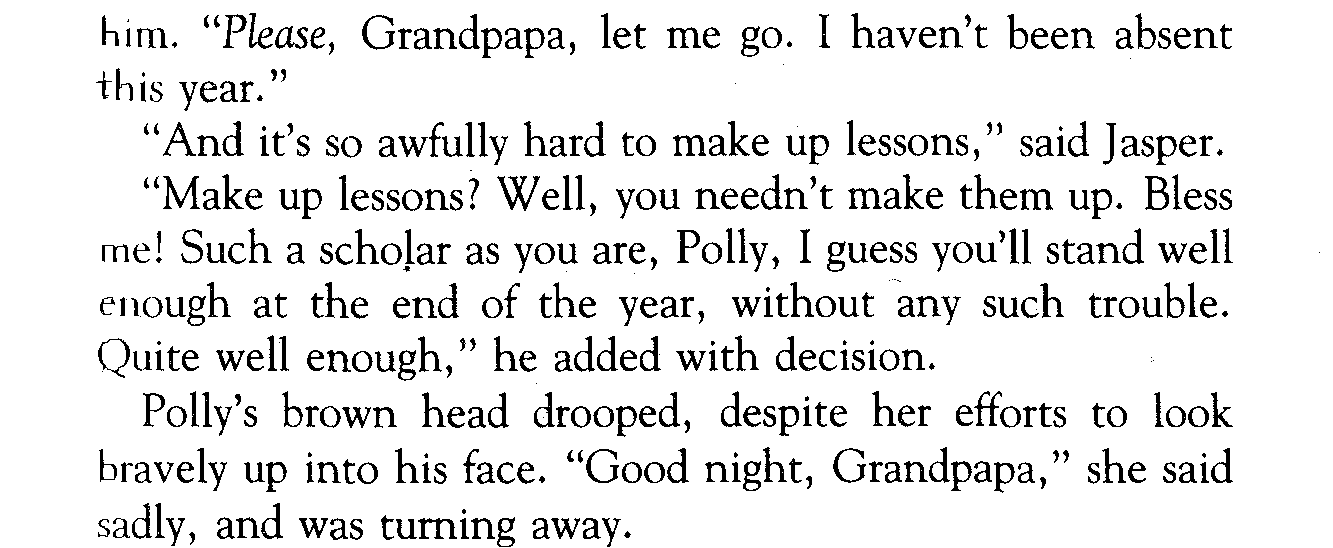 him. “Please, Grandpapa, let me go. I haven’t been absent
this year.”
“And it’s so awfully hard to make up lessons,” said Jasper.
“Make up lessons? Well, you needn’t make them up. Bless
me! Such a scholar as you are, Polly, I guess you’ll stand well
enough at the end of the year, without any such trouble.
Quite well enough,” he added with decision.
Polly’s brown head drooped, despite her efforts to look
bravely up into his face. “Good night, Grandpapa,” she said
sadly, and was turning away.